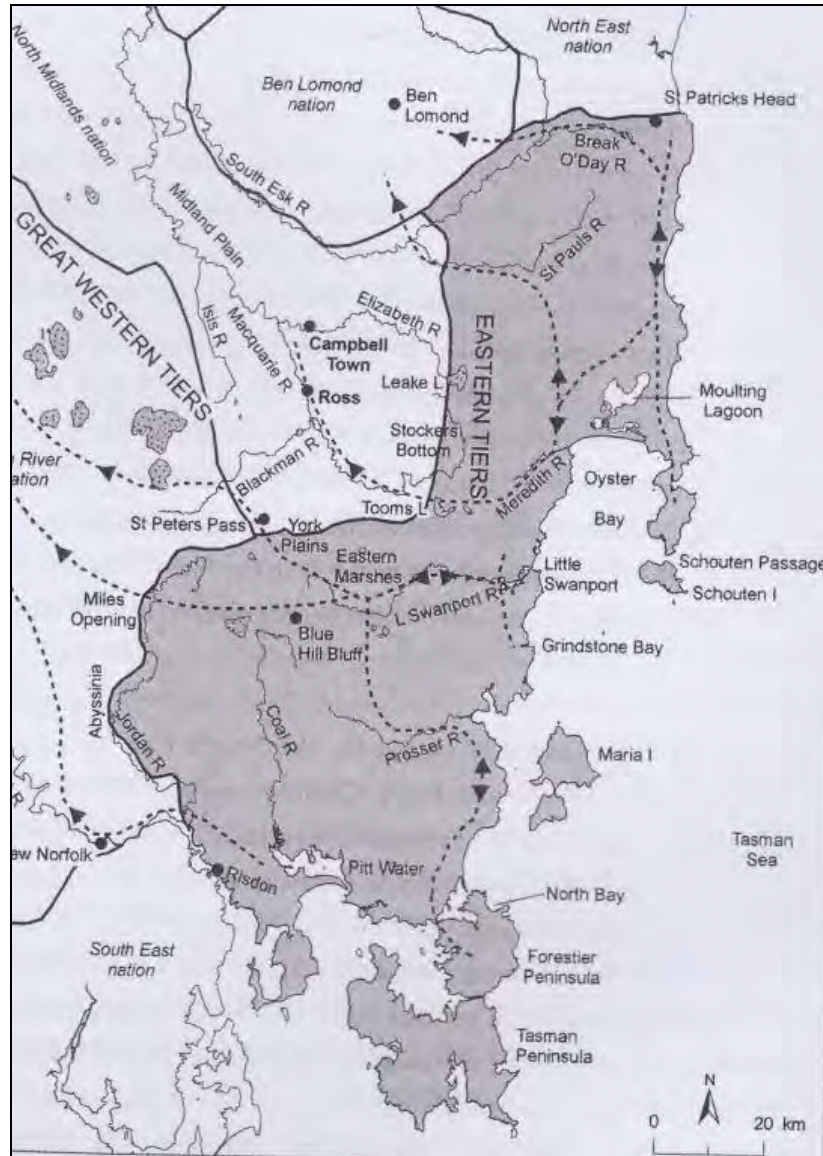 North East
nation
North Midlands nation
Ben Lomond
nation
Ben
Lomond
St Patricks Head
Break
O'Day R
South Esk R
Midland Plain
St Pauls R
GREAT WESTERN TIERS
Isis R
Macquarie R
Elizabeth R
Campbell
Town
EASTERN TIERS
Leake L
Moulting
Lagoon
Ross
Stockers
Bottom
Blackman R
River
Meredith R
Oyster
Bay
Tooms L
St Peters Pass
York
Plains
Eastern
Marshes
Little
Swanport
Schouten Passage
Schouten I
L Swanport R
Miles
Opening
Blue
Hill Bluff
Grindstone Bay
Abyssinia
Jordan R
Coal R
Prosser R
Maria I
Tasman
Sea
R
ew Norfolk
Risdon
Pitt Water
North Bay
South East
nation
Forestier
Peninsula
Tasman
Peninsula
N
0 20 km